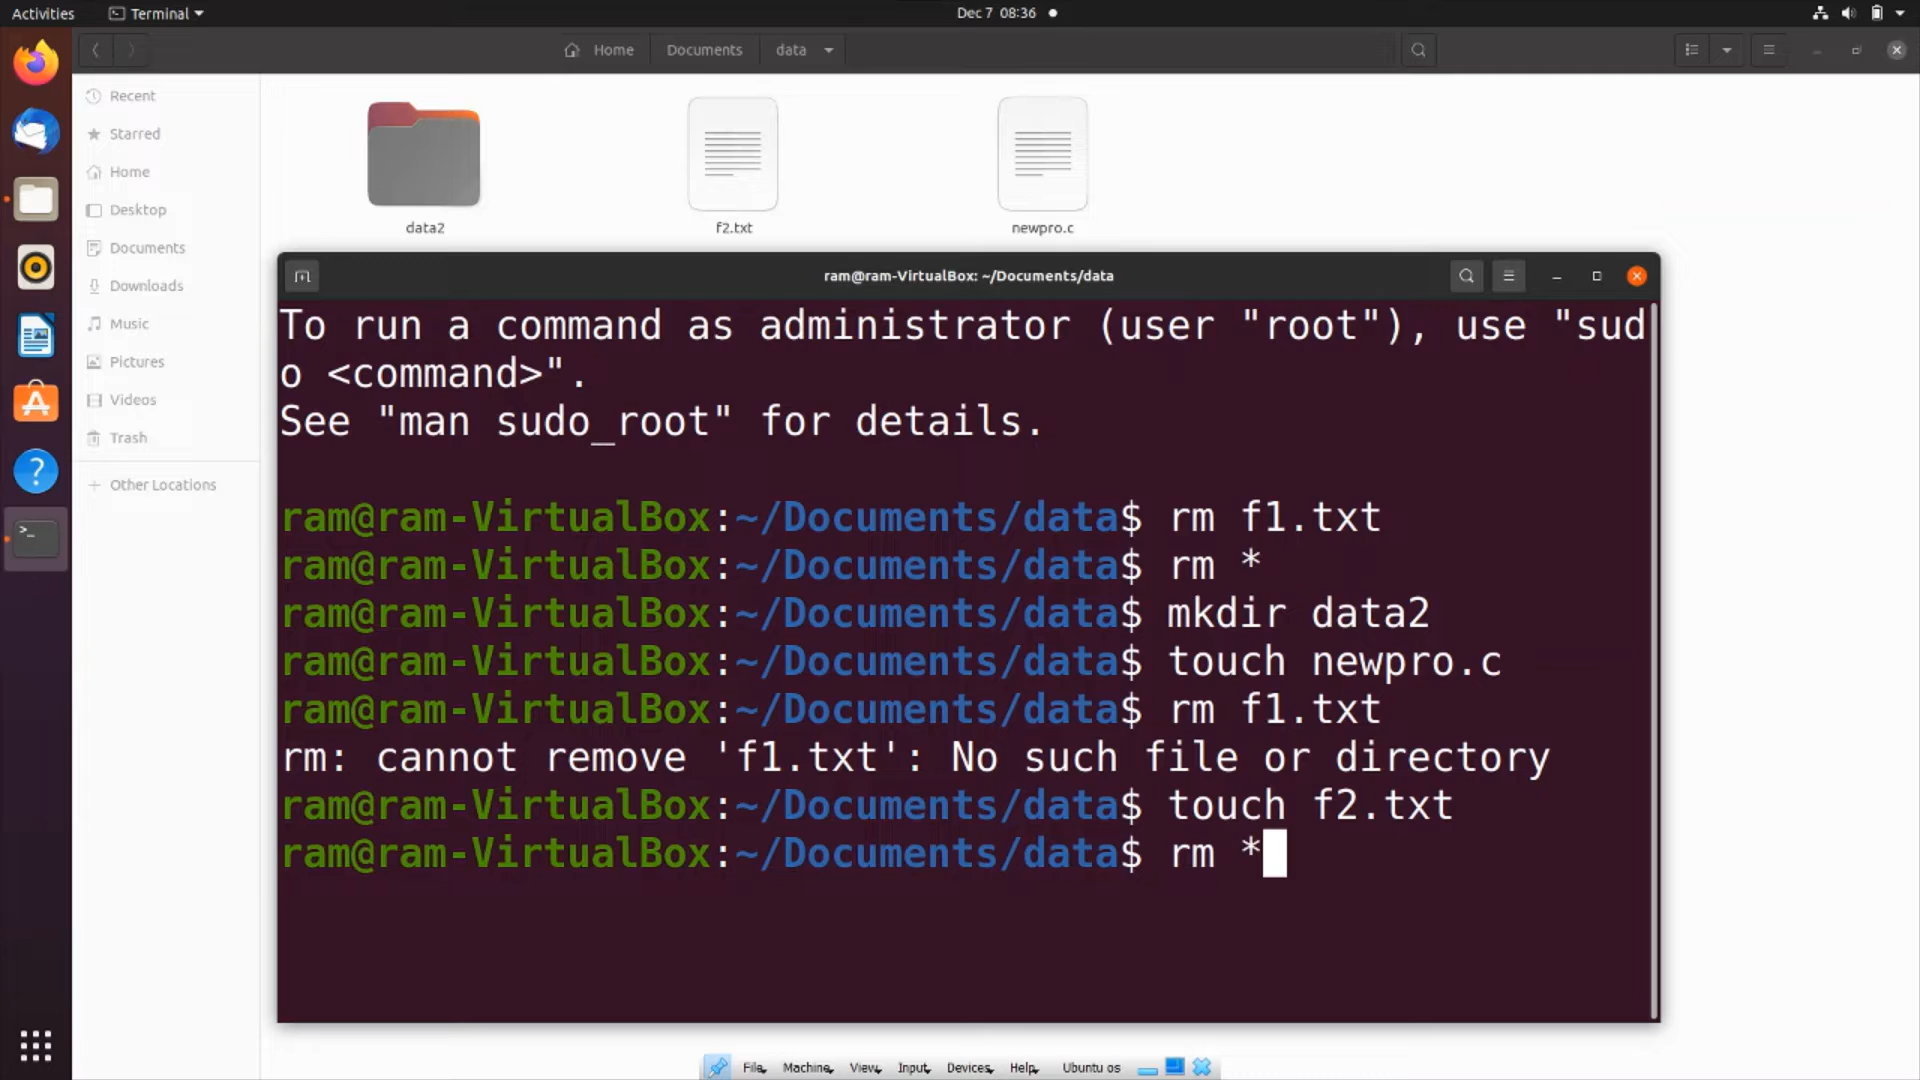 Activities Terminal Dec 7 08:36
Home Documents data
Recent
Starred
Home
Desktop
Documents
Downloads
Music
Pictures
Videos
Trash
Other Locations
data2 f2.txt newpro.c
ram@ram-VirtualBox: ~/Documents/data
To run a command as administrator (user "root"), use "sud
o <command>".
See "man sudo_root" for details.
ram@ram-VirtualBox:~/Documents/data$ rm f1.txt
ram@ram-VirtualBox:~/Documents/data$ rm *
ram@ram-VirtualBox:~/Documents/data$ mkdir data2
ram@ram-VirtualBox:~/Documents/data$ touch newpro.c
ram@ram-VirtualBox:~/Documents/data$ rm f1.txt
rm: cannot remove 'f1.txt': No such file or directory
ram@ram-VirtualBox:~/Documents/data$ touch f2.txt
ram@ram-VirtualBox:~/Documents/data$ rm *
File Machine View Input Devices Help Ubuntu os